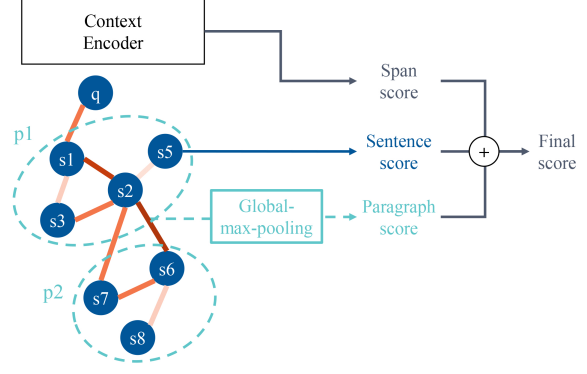 Context
Encoder
q
p1
s1
s5
s2
s3
p2
s6
s7
s8
Global-
max-pooling
Span
score
Sentence
score
Paragraph
score
+
Final
score